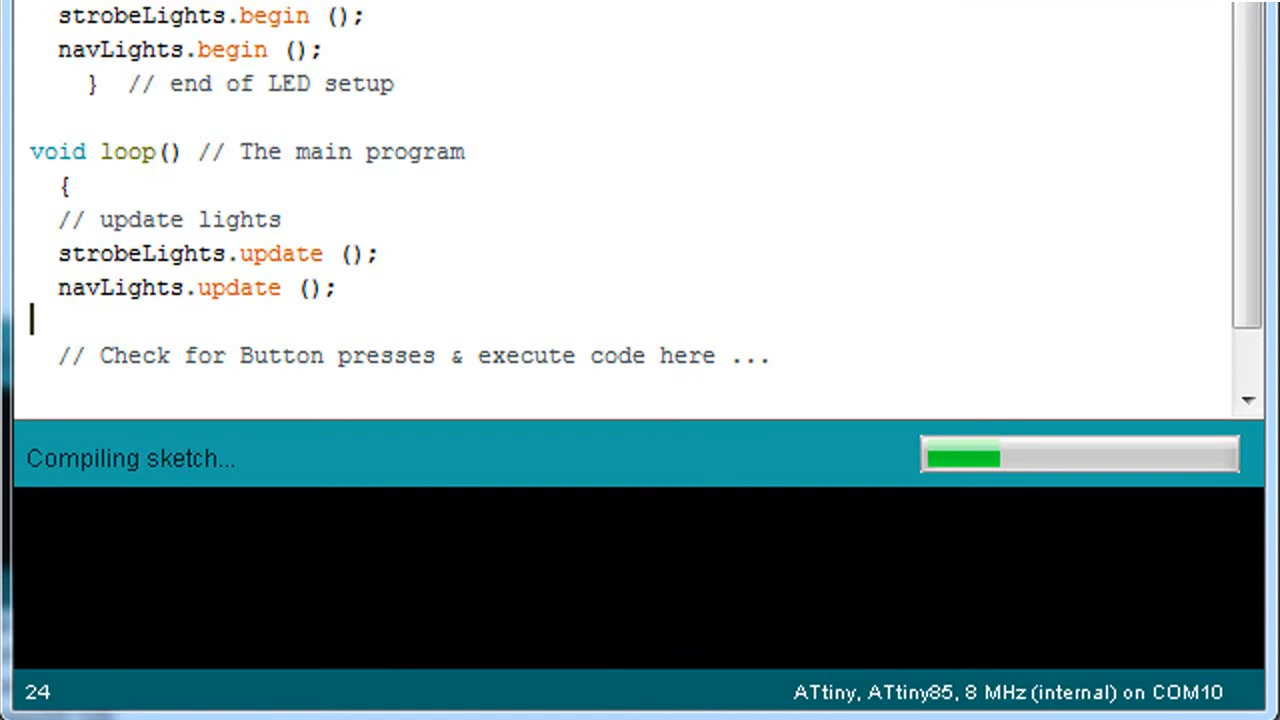 strobeLights.begin ();
navLights.begin ();
} // end of LED setup
void loop() // The main program
{
// update lights
strobeLights.update ();
navLights.update ();
// Check for Button presses & execute code here ...
Compiling sketch...
24
ATtiny, ATtiny85, 8 MHz (internal) on COM10